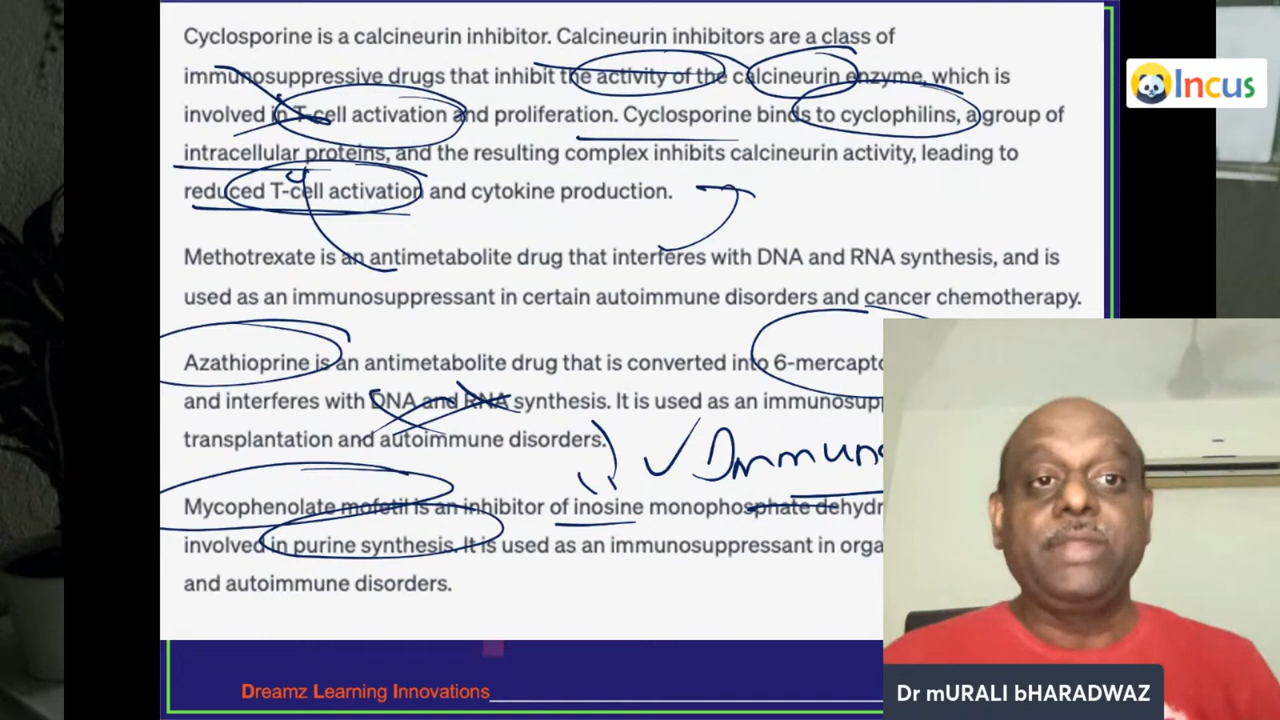 Cyclosporine is a calcineurin inhibitor. Calcineurin inhibitors are a class of
immunosuppressive drugs that inhibit the activity of the calcineurin enzyme, which is
involved in T-cell activation and proliferation. Cyclosporine binds to cyclophilins, a group of
intracellular proteins, and the resulting complex inhibits calcineurin activity, leading to
reduced T-cell activation and cytokine production.
Methotrexate is an antimetabolite drug that interferes with DNA and RNA synthesis, and is
used as an immunosuppressant in certain autoimmune disorders and cancer chemotherapy.
Azathioprine is an antimetabolite drug that is converted into 6-mercapto
and interferes with DNA and RNA synthesis. It is used as an immunosupp
transplantation and autoimmune disorders.
Mycophenolate mofetil is an inhibitor of inosine monophosphate dehydr
involved in purine synthesis. It is used as an immunosuppressant in orga
and autoimmune disorders.
Incus
Dreamz Learning Innovations
Dr mURALI bHARADWAZ